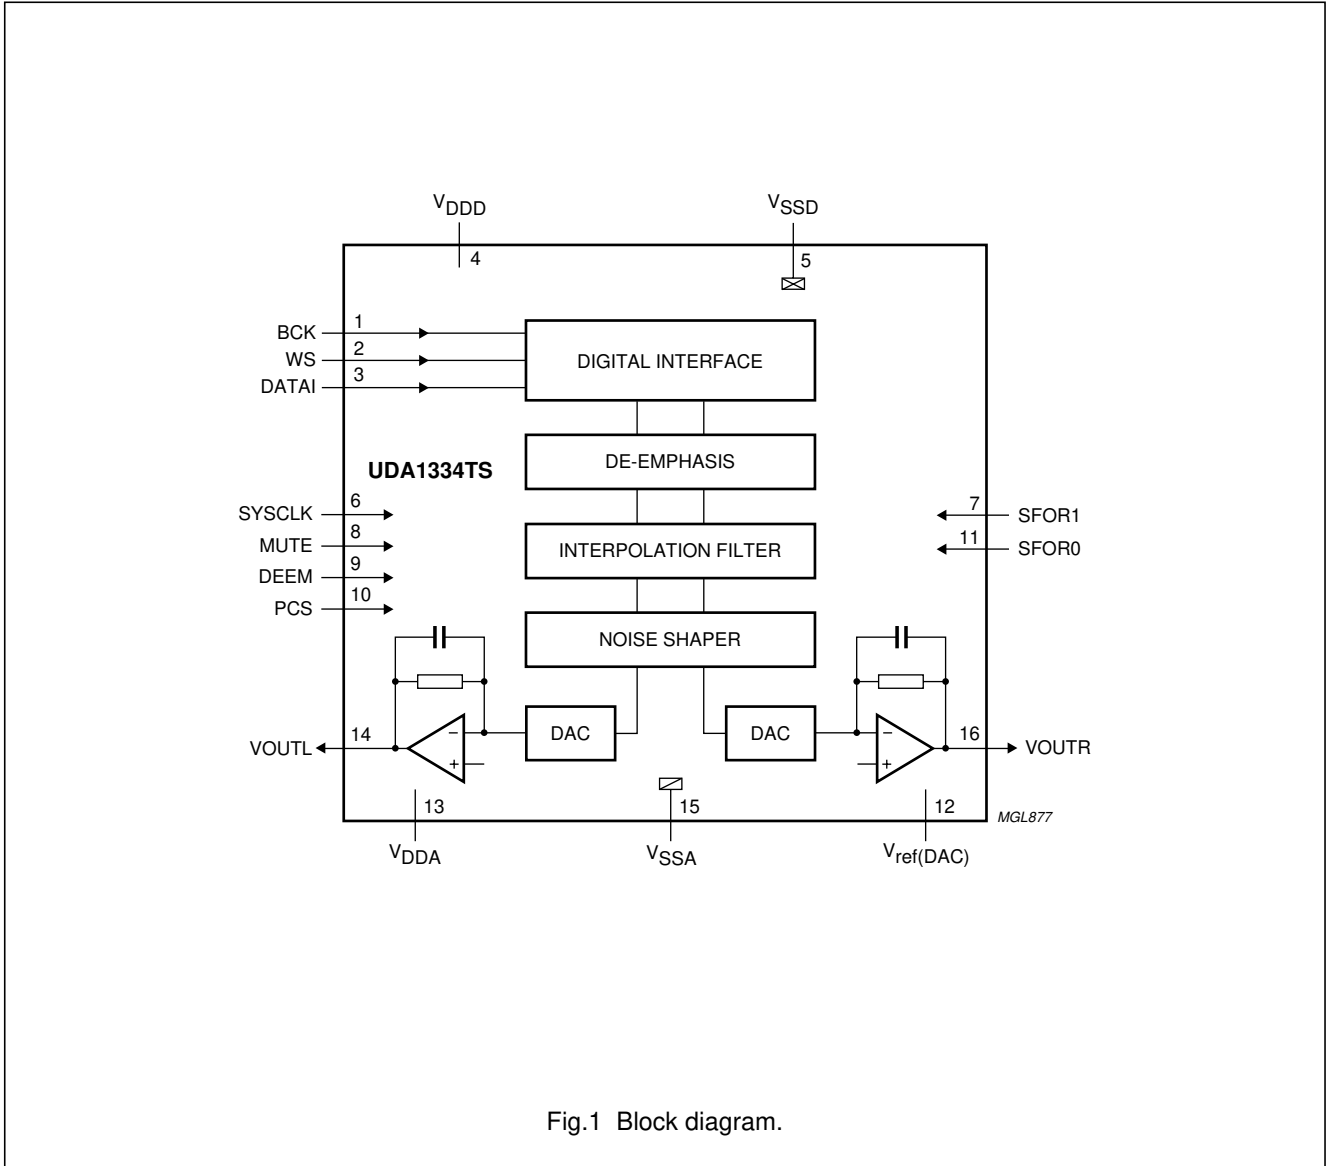 VDDD
VSSD
4
5
BCK
1
WS
2
DATAI
3
DIGITAL INTERFACE
DE-EMPHASIS
UDA1334TS
SYSCLK
6
MUTE
8
DEEM
9
PCS
10
7
SFOR1
11
SFOR0
INTERPOLATION FILTER
NOISE SHAPER
VOUTL
14
−
+
DAC
DAC
−
+
16
VOUTR
13
15
12
MGL877
VDDA
VSSA
Vref(DAC)
Fig.1 Block diagram.